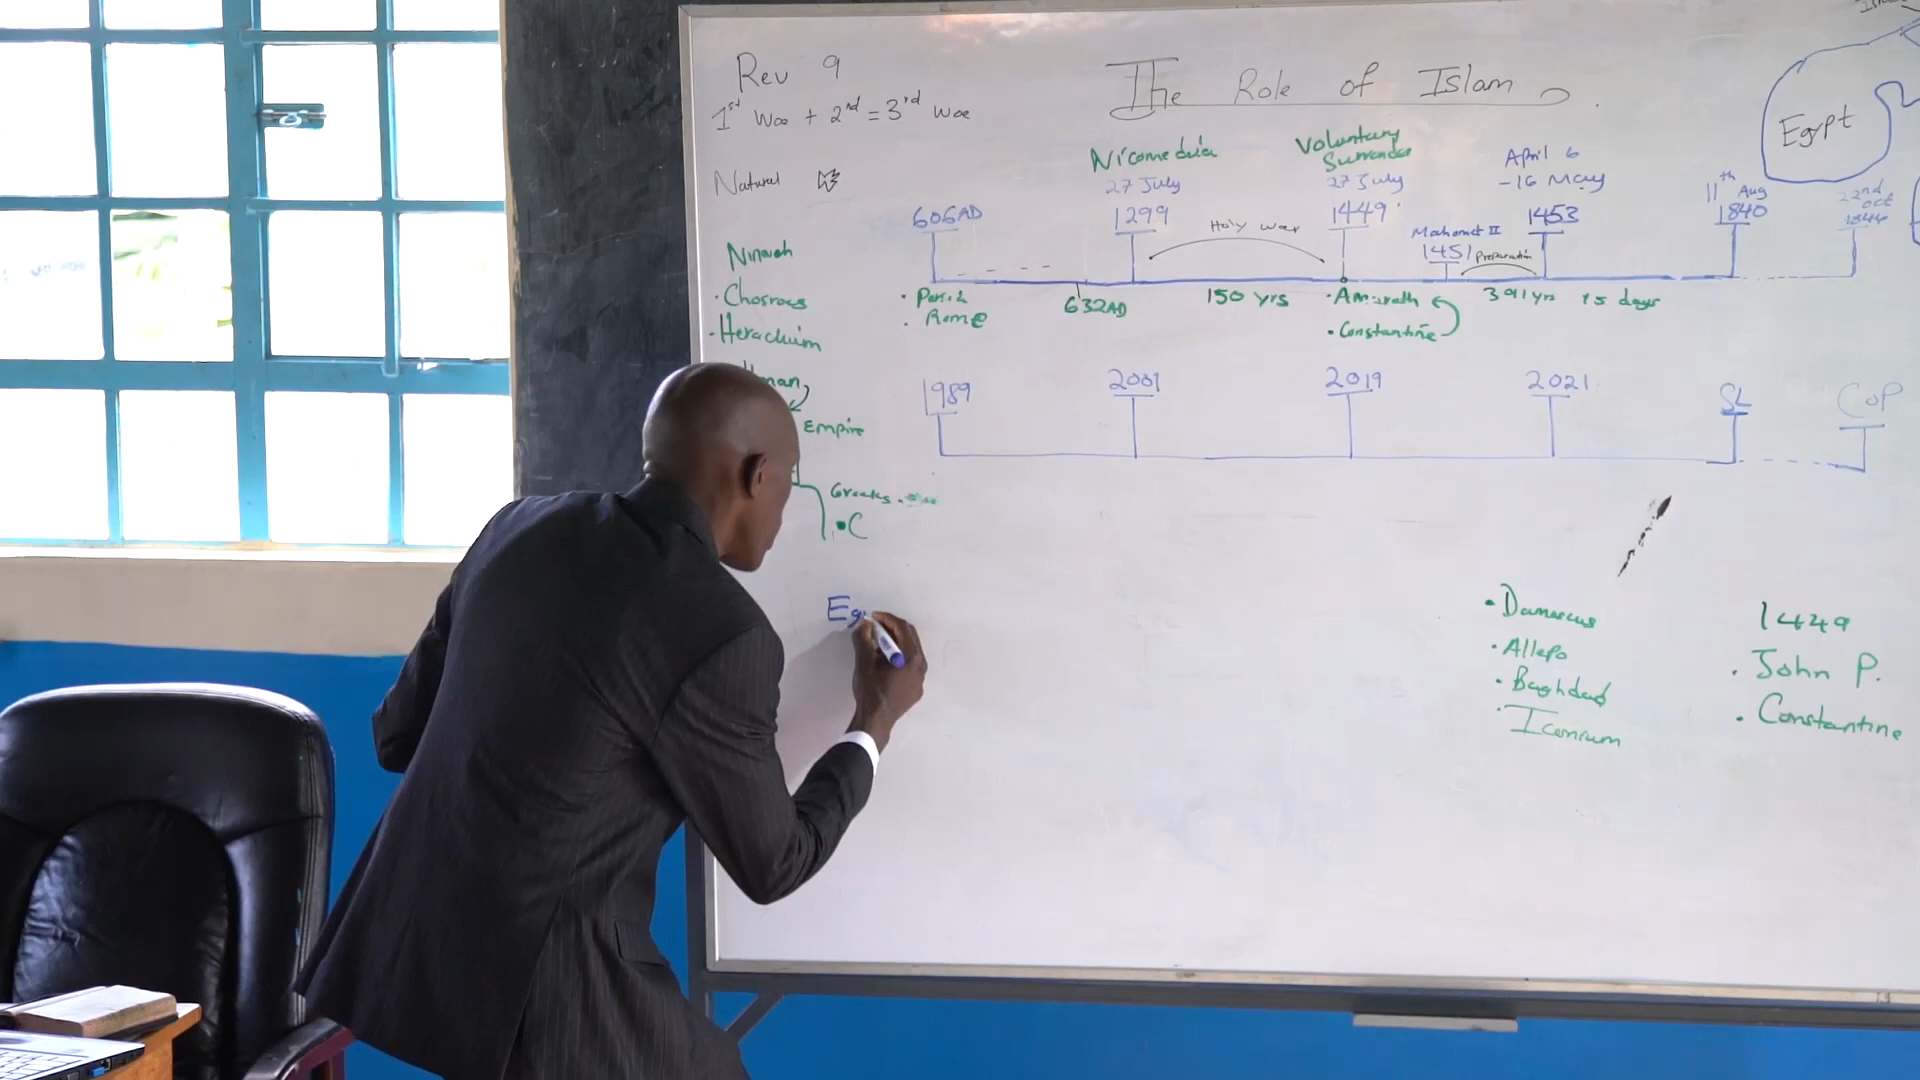 Rev 9
1st Woe + 2nd = 3rd Woe
Natural
The Role of Islam
Egypt
Nicomedia
27 July
1299
Voluntary
Surrender
27 July
1449
April 6
- 16 May
1453
11th Aug
1840
22nd
Oct
1844
606AD
Holy war
Mahomet II
1451
Preparation
• Persia
• Rome
632AD
150 yrs
• Amurath
• Constantine
391 yrs 15 days
Ninaveh
• Chosroes
• Heraclium
Empire
Greeks
• C
1989
2001
2019
2021
SL
CoP
Eg
• Damascus
• Allepo
• Baghdad
• Iconium
1449
• John P.
• Constantine